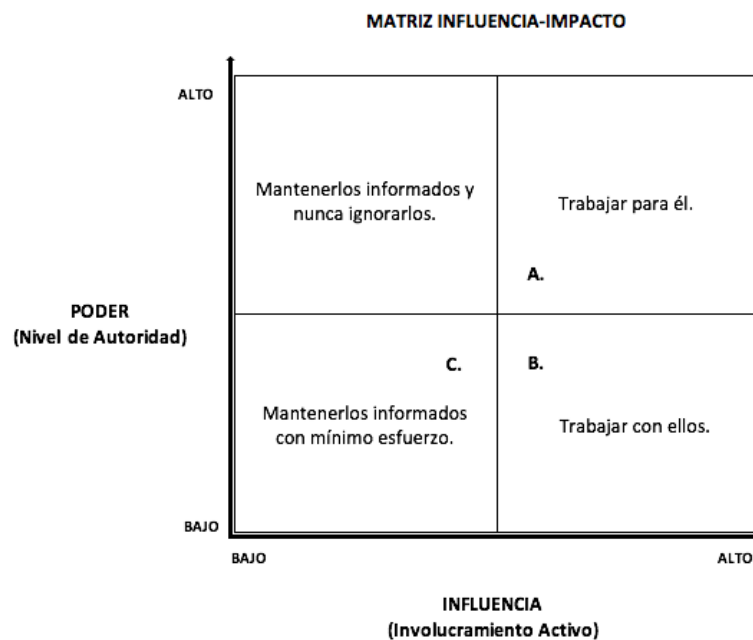 MATRIZ INFLUENCIA-IMPACTO
ALTO
Mantenerlos informados y
nunca ignorarlos.
Trabajar para él.
A.
PODER
(Nivel de Autoridad)
C.
B.
Mantenerlos informados
con mínimo esfuerzo.
Trabajar con ellos.
BAJO
BAJO
ALTO
INFLUENCIA
(Involucramiento Activo)